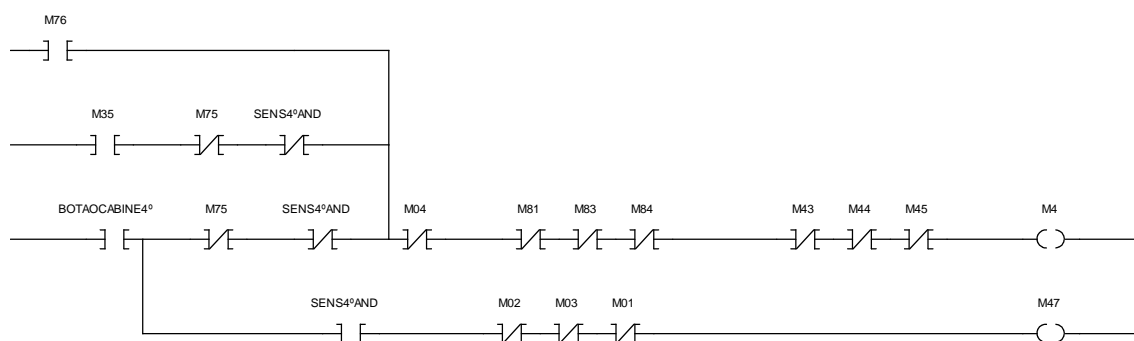 M76
M35 M75 SENS4ºAND
BOTAOCABINE4º M75 SENS4ºAND M04 M81 M83 M84 M43 M44 M45 M4
SENS4ºAND M02 M03 M01 M47